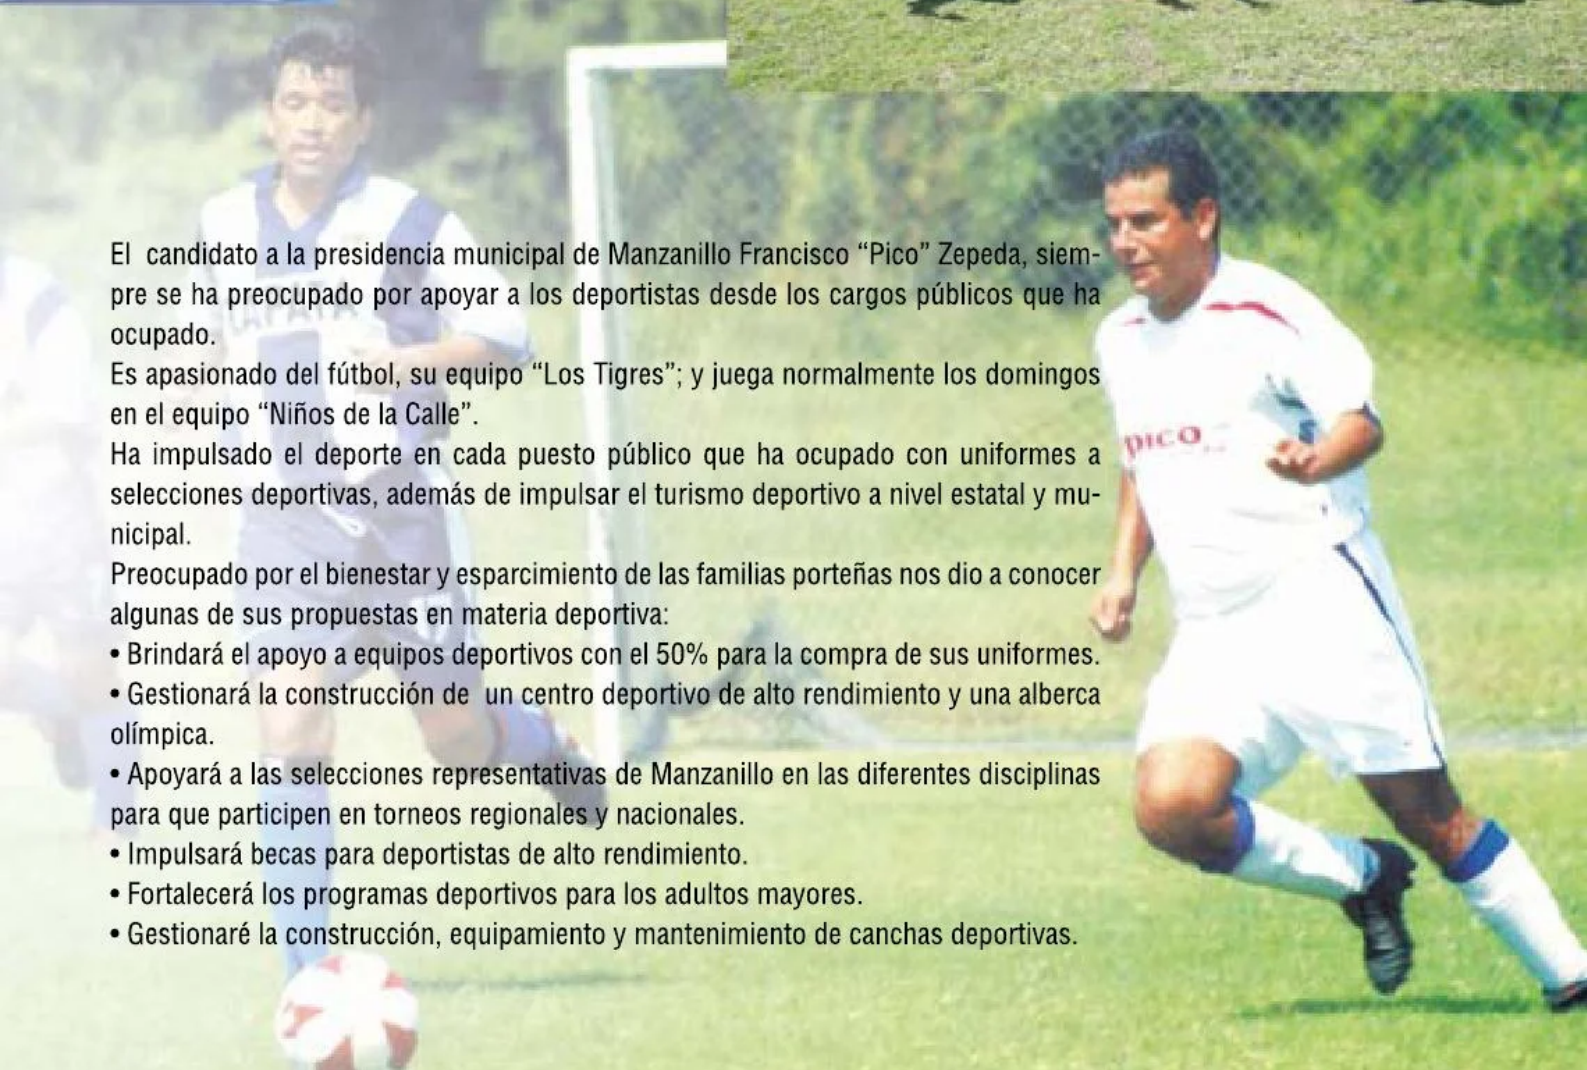 El candidato a la presidencia municipal de Manzanillo Francisco “Pico” Zepeda, siem-
pre se ha preocupado por apoyar a los deportistas desde los cargos públicos que ha
ocupado.
Es apasionado del fútbol, su equipo “Los Tigres”; y juega normalmente los domingos
en el equipo “Niños de la Calle”.
Ha impulsado el deporte en cada puesto público que ha ocupado con uniformes a
selecciones deportivas, además de impulsar el turismo deportivo a nivel estatal y mu-
nicipal.
Preocupado por el bienestar y esparcimiento de las familias porteñas nos dio a conocer
algunas de sus propuestas en materia deportiva:
• Brindará el apoyo a equipos deportivos con el 50% para la compra de sus uniformes.
• Gestionará la construcción de un centro deportivo de alto rendimiento y una alberca
olímpica.
• Apoyará a las selecciones representativas de Manzanillo en las diferentes disciplinas
para que participen en torneos regionales y nacionales.
• Impulsará becas para deportistas de alto rendimiento.
• Fortalecerá los programas deportivos para los adultos mayores.
• Gestionaré la construcción, equipamiento y mantenimiento de canchas deportivas.
pico